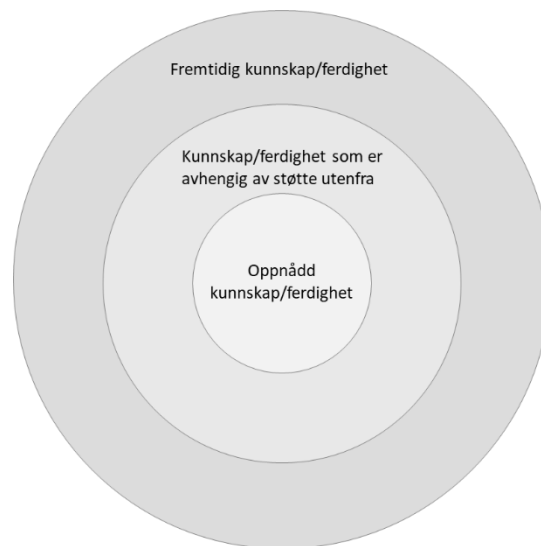 Fremtidig kunnskap/ferdighet
Kunnskap/ferdighet som er
avhengig av støtte utenfra
Oppnådd
kunnskap/ferdighet